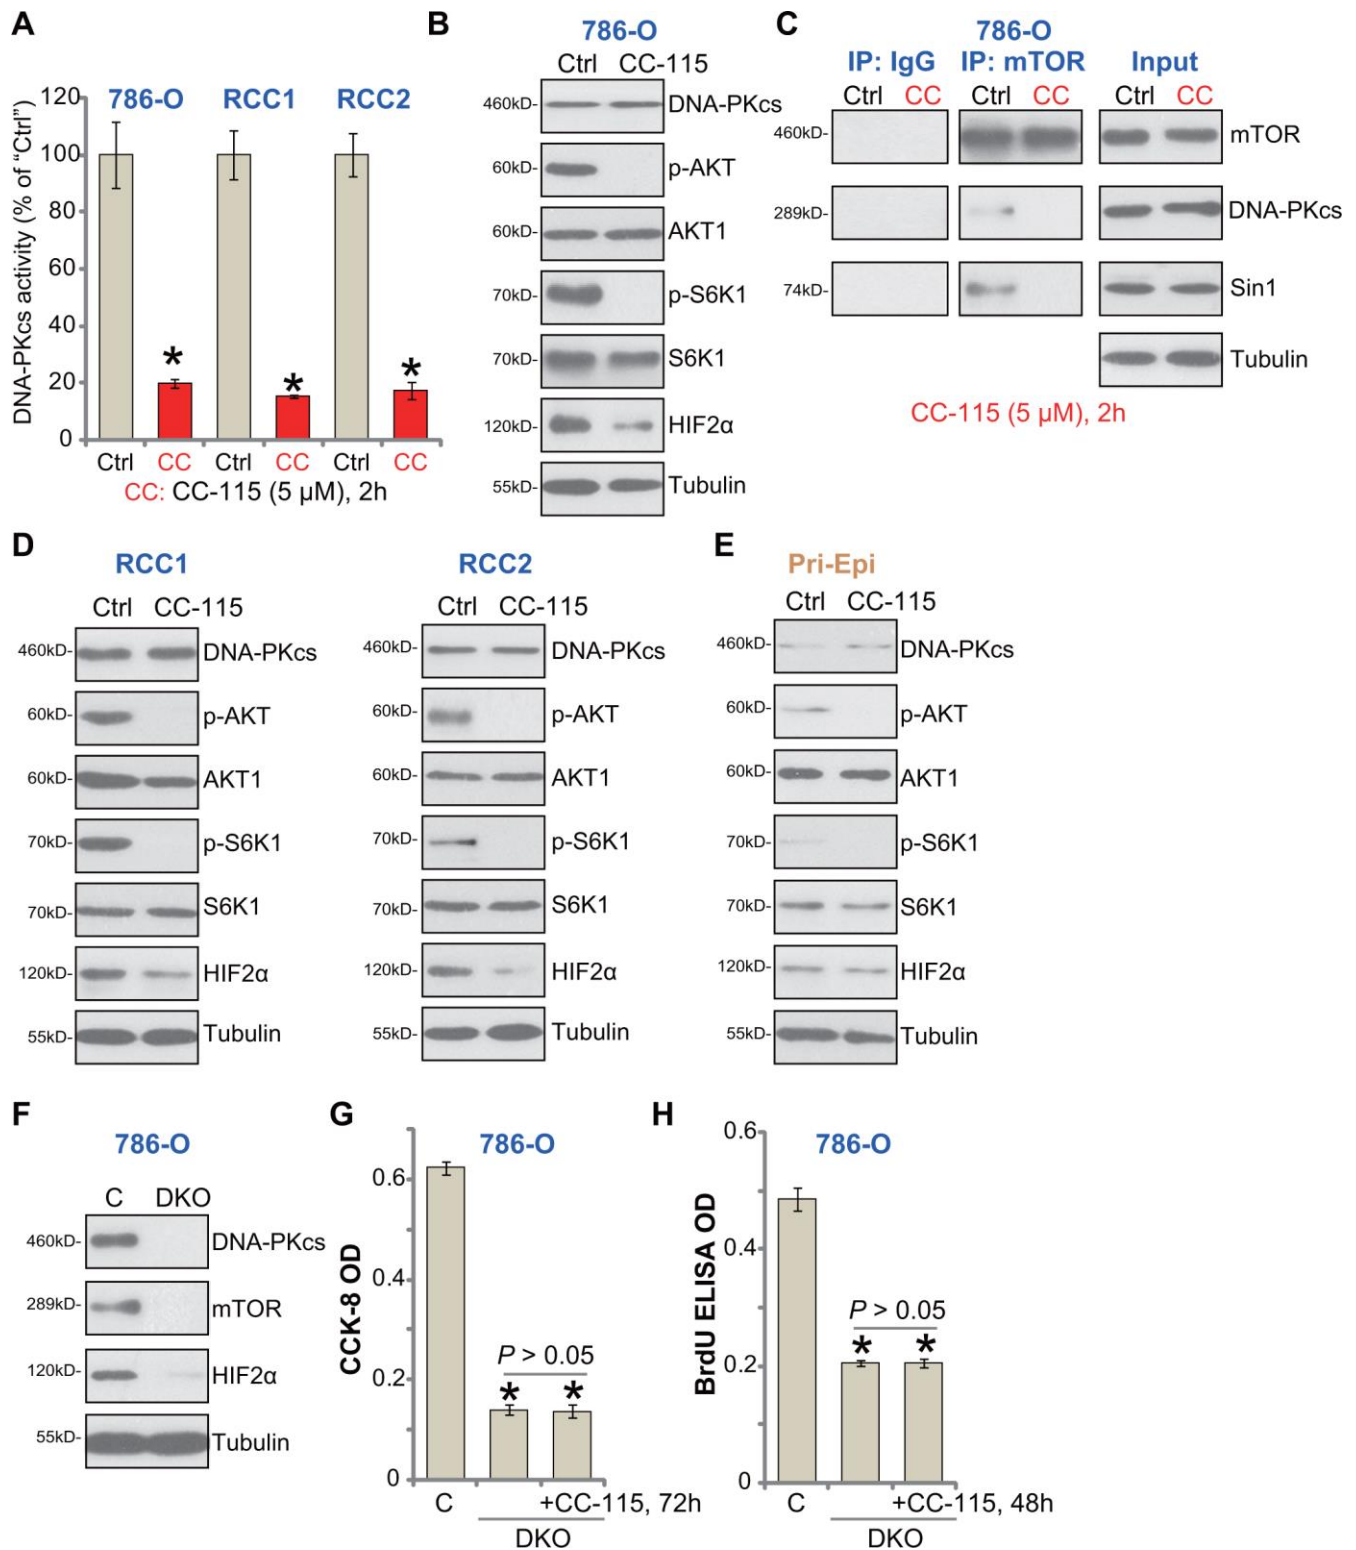 A
786-O RCC1 RCC2
DNA-PKcs activity (% of “Ctrl”)
120
100
80
60
40
20
0
* * *
Ctrl CC Ctrl CC Ctrl CC
CC: CC-115 (5 µM), 2h
B
786-O
Ctrl CC-115
460kD- DNA-PKcs
60kD- p-AKT
60kD- AKT1
70kD- p-S6K1
70kD- S6K1
120kD- HIF2α
55kD- Tubulin
C
786-O
IP: IgG IP: mTOR Input
Ctrl CC Ctrl CC Ctrl CC
460kD- mTOR
289kD- DNA-PKcs
74kD- Sin1
Tubulin
CC-115 (5 µM), 2h
D
RCC1
Ctrl CC-115
460kD- DNA-PKcs
60kD- p-AKT
60kD- AKT1
70kD- p-S6K1
70kD- S6K1
120kD- HIF2α
55kD- Tubulin
RCC2
Ctrl CC-115
460kD- DNA-PKcs
60kD- p-AKT
60kD- AKT1
70kD- p-S6K1
70kD- S6K1
120kD- HIF2α
55kD- Tubulin
E
Pri-Epi
Ctrl CC-115
460kD- DNA-PKcs
60kD- p-AKT
60kD- AKT1
70kD- p-S6K1
70kD- S6K1
120kD- HIF2α
55kD- Tubulin
F
786-O
C DKO
460kD- DNA-PKcs
289kD- mTOR
120kD- HIF2α
55kD- Tubulin
G
786-O
CCK-8 OD
0.6
0.4
0.2
0
P > 0.05
* *
C +CC-115, 72h
DKO
H
786-O
BrdU ELISA OD
0.6
0.4
0.2
0
P > 0.05
* *
C +CC-115, 48h
DKO